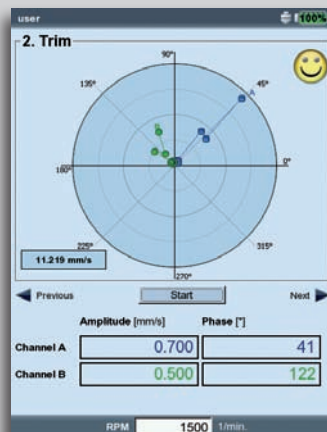 user 100%
2. Trim
90°
135° 45°
A
B
180° 0°
225° 315°
11.219 mm/s
270°
Previous Start Next
Amplitude [mm/s] Phase [°]
Channel A 0.700 41
Channel B 0.500 122
RPM 1500 1/min.